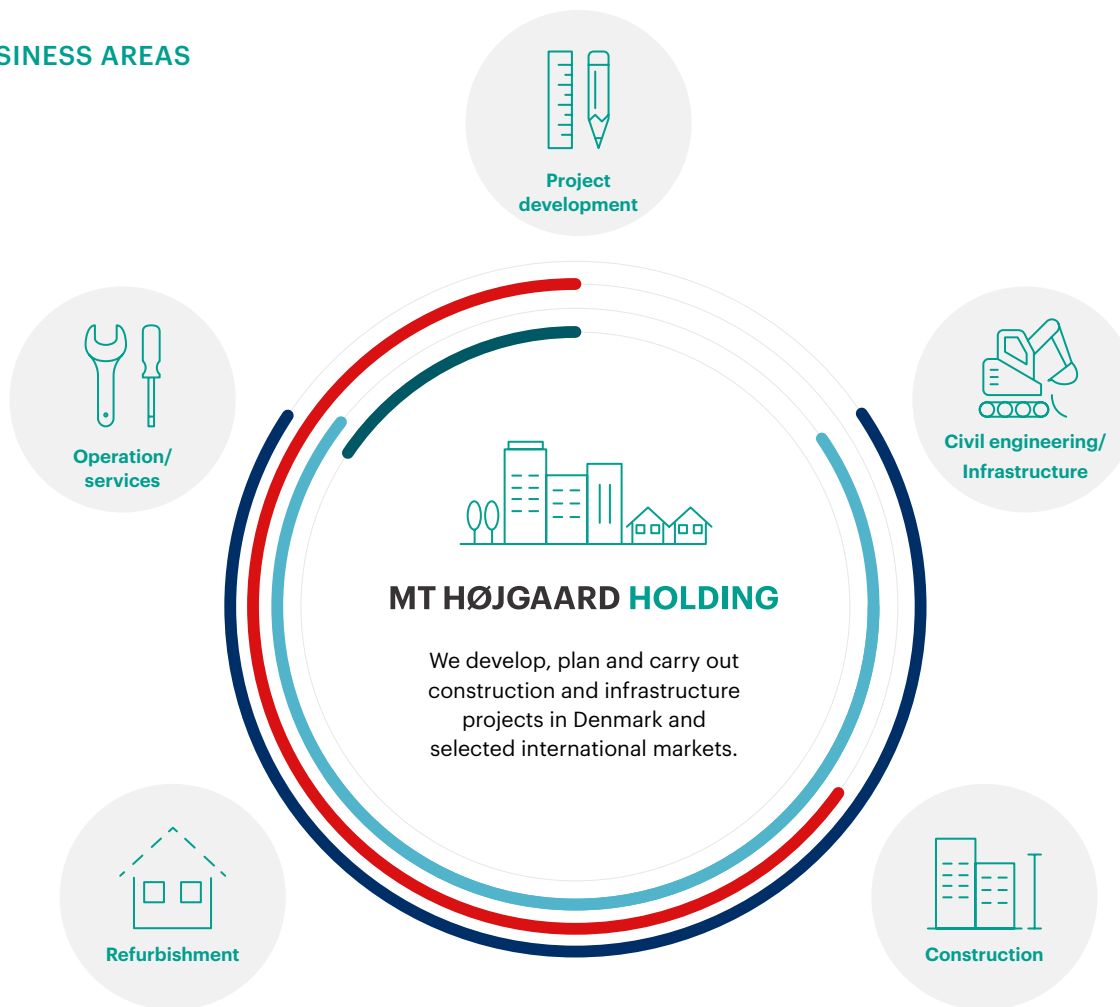 SINESS AREAS
Project
development
Operation/
services
Civil engineering/
Infrastructure
MT HØJGAARD HOLDING
We develop, plan and carry out
construction and infrastructure
projects in Denmark and
selected international markets.
Refurbishment
Construction